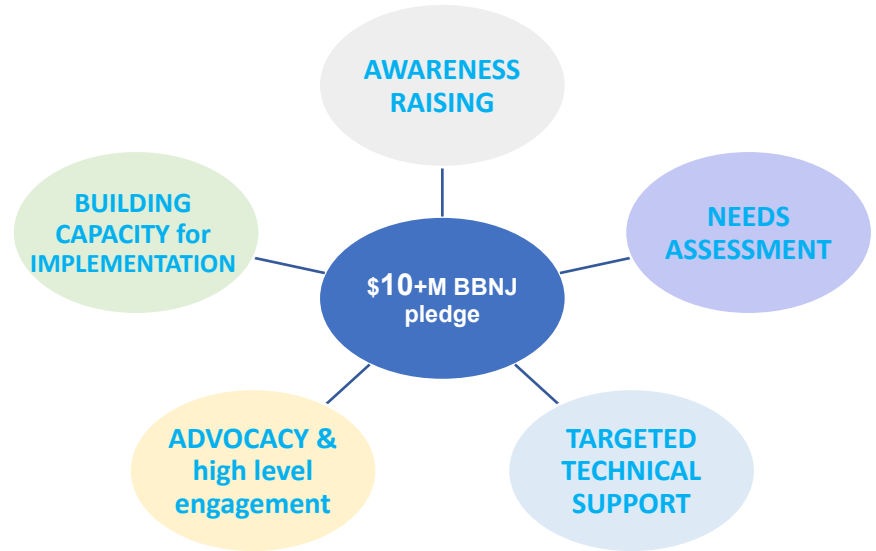 AWARENESS
RAISING
BUILDING
CAPACITY for
IMPLEMENTATION
NEEDS
ASSESSMENT
$10+M BBNJ
pledge
ADVOCACY &
high level
engagement
TARGETED
TECHNICAL
SUPPORT